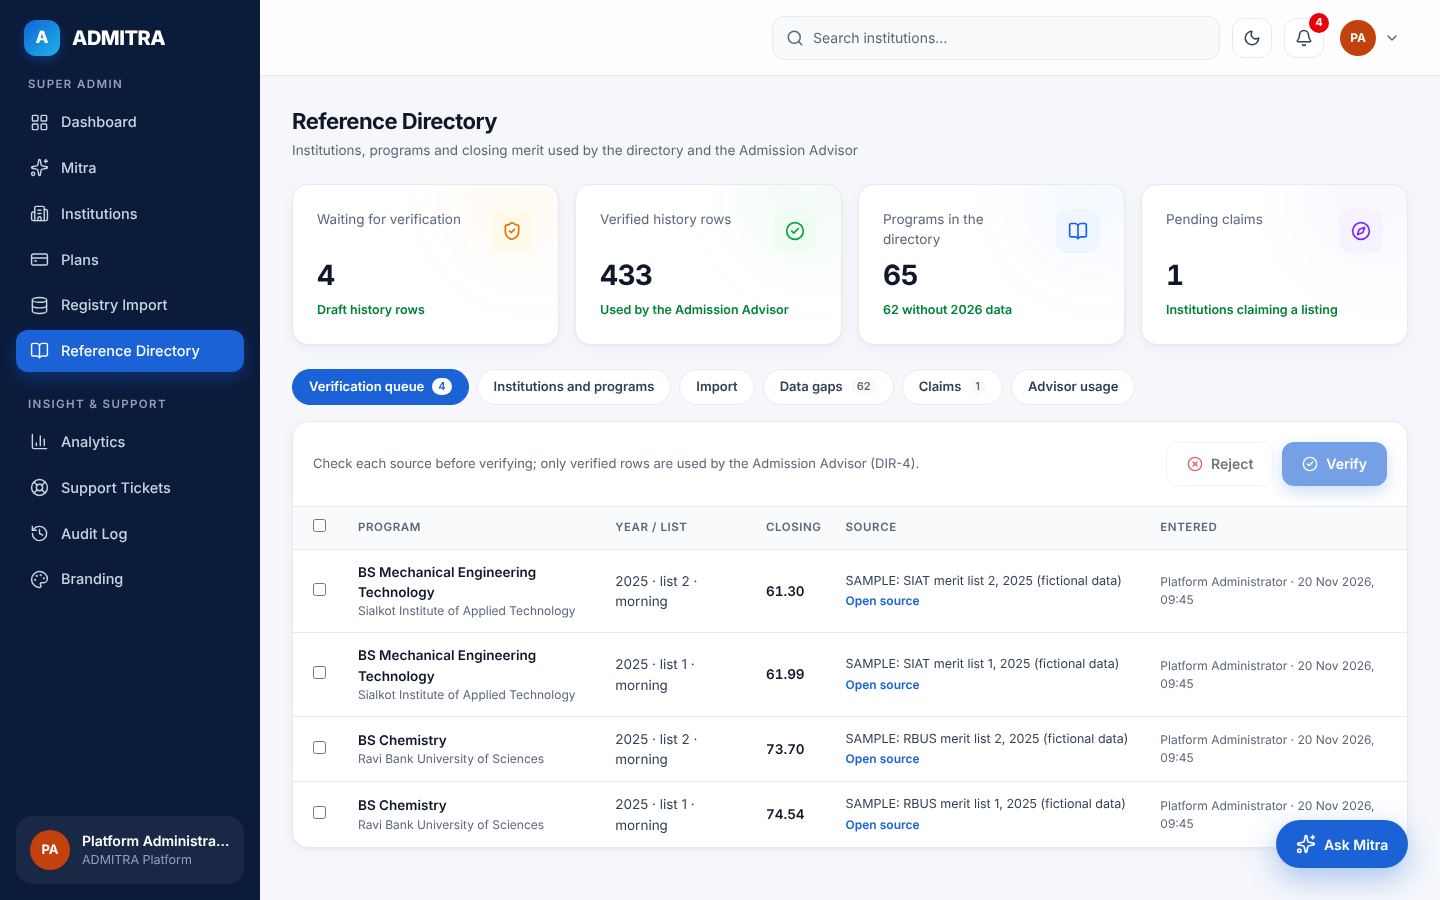 A ADMITRA
SUPER ADMIN
Dashboard
Mitra
Institutions
Plans
Registry Import
Reference Directory
INSIGHT & SUPPORT
Analytics
Support Tickets
Audit Log
Branding
PA
Platform Administra...
ADMITRA Platform
Search institutions...
4
PA
Reference Directory
Institutions, programs and closing merit used by the directory and the Admission Advisor
Waiting for verification
4
Draft history rows
Verified history rows
433
Used by the Admission Advisor
Programs in the
directory
65
62 without 2026 data
Pending claims
1
Institutions claiming a listing
Verification queue 4
Institutions and programs
Import
Data gaps 62
Claims 1
Advisor usage
Check each source before verifying; only verified rows are used by the Admission Advisor (DIR-4).
Reject
Verify
PROGRAM YEAR / LIST CLOSING SOURCE ENTERED
BS Mechanical Engineering
Technology
Sialkot Institute of Applied Technology
2025 · list 2 ·
morning
61.30
SAMPLE: SIAT merit list 2, 2025 (fictional data)
Open source
Platform Administrator · 20 Nov 2026,
09:45
BS Mechanical Engineering
Technology
Sialkot Institute of Applied Technology
2025 · list 1 ·
morning
61.99
SAMPLE: SIAT merit list 1, 2025 (fictional data)
Open source
Platform Administrator · 20 Nov 2026,
09:45
BS Chemistry
Ravi Bank University of Sciences
2025 · list 2 ·
morning
73.70
SAMPLE: RBUS merit list 2, 2025 (fictional data)
Open source
Platform Administrator · 20 Nov 2026,
09:45
BS Chemistry
Ravi Bank University of Sciences
2025 · list 1 ·
morning
74.54
SAMPLE: RBUS merit list 1, 2025 (fictional data)
Open source
Platform Administrator · 20 Nov 2026,
09:45
Ask Mitra